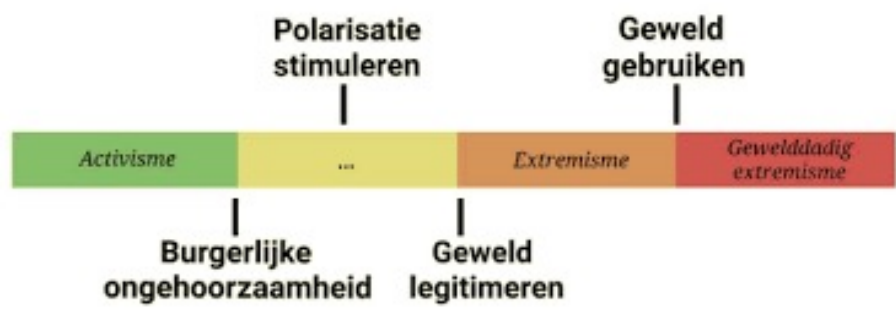 Polarisatie
stimuleren
Geweld
gebruiken
Activisme
...
Extremisme
Gewelddadig
extremisme
Burgerlijke
ongehoorzaamheid
Geweld
legitimeren